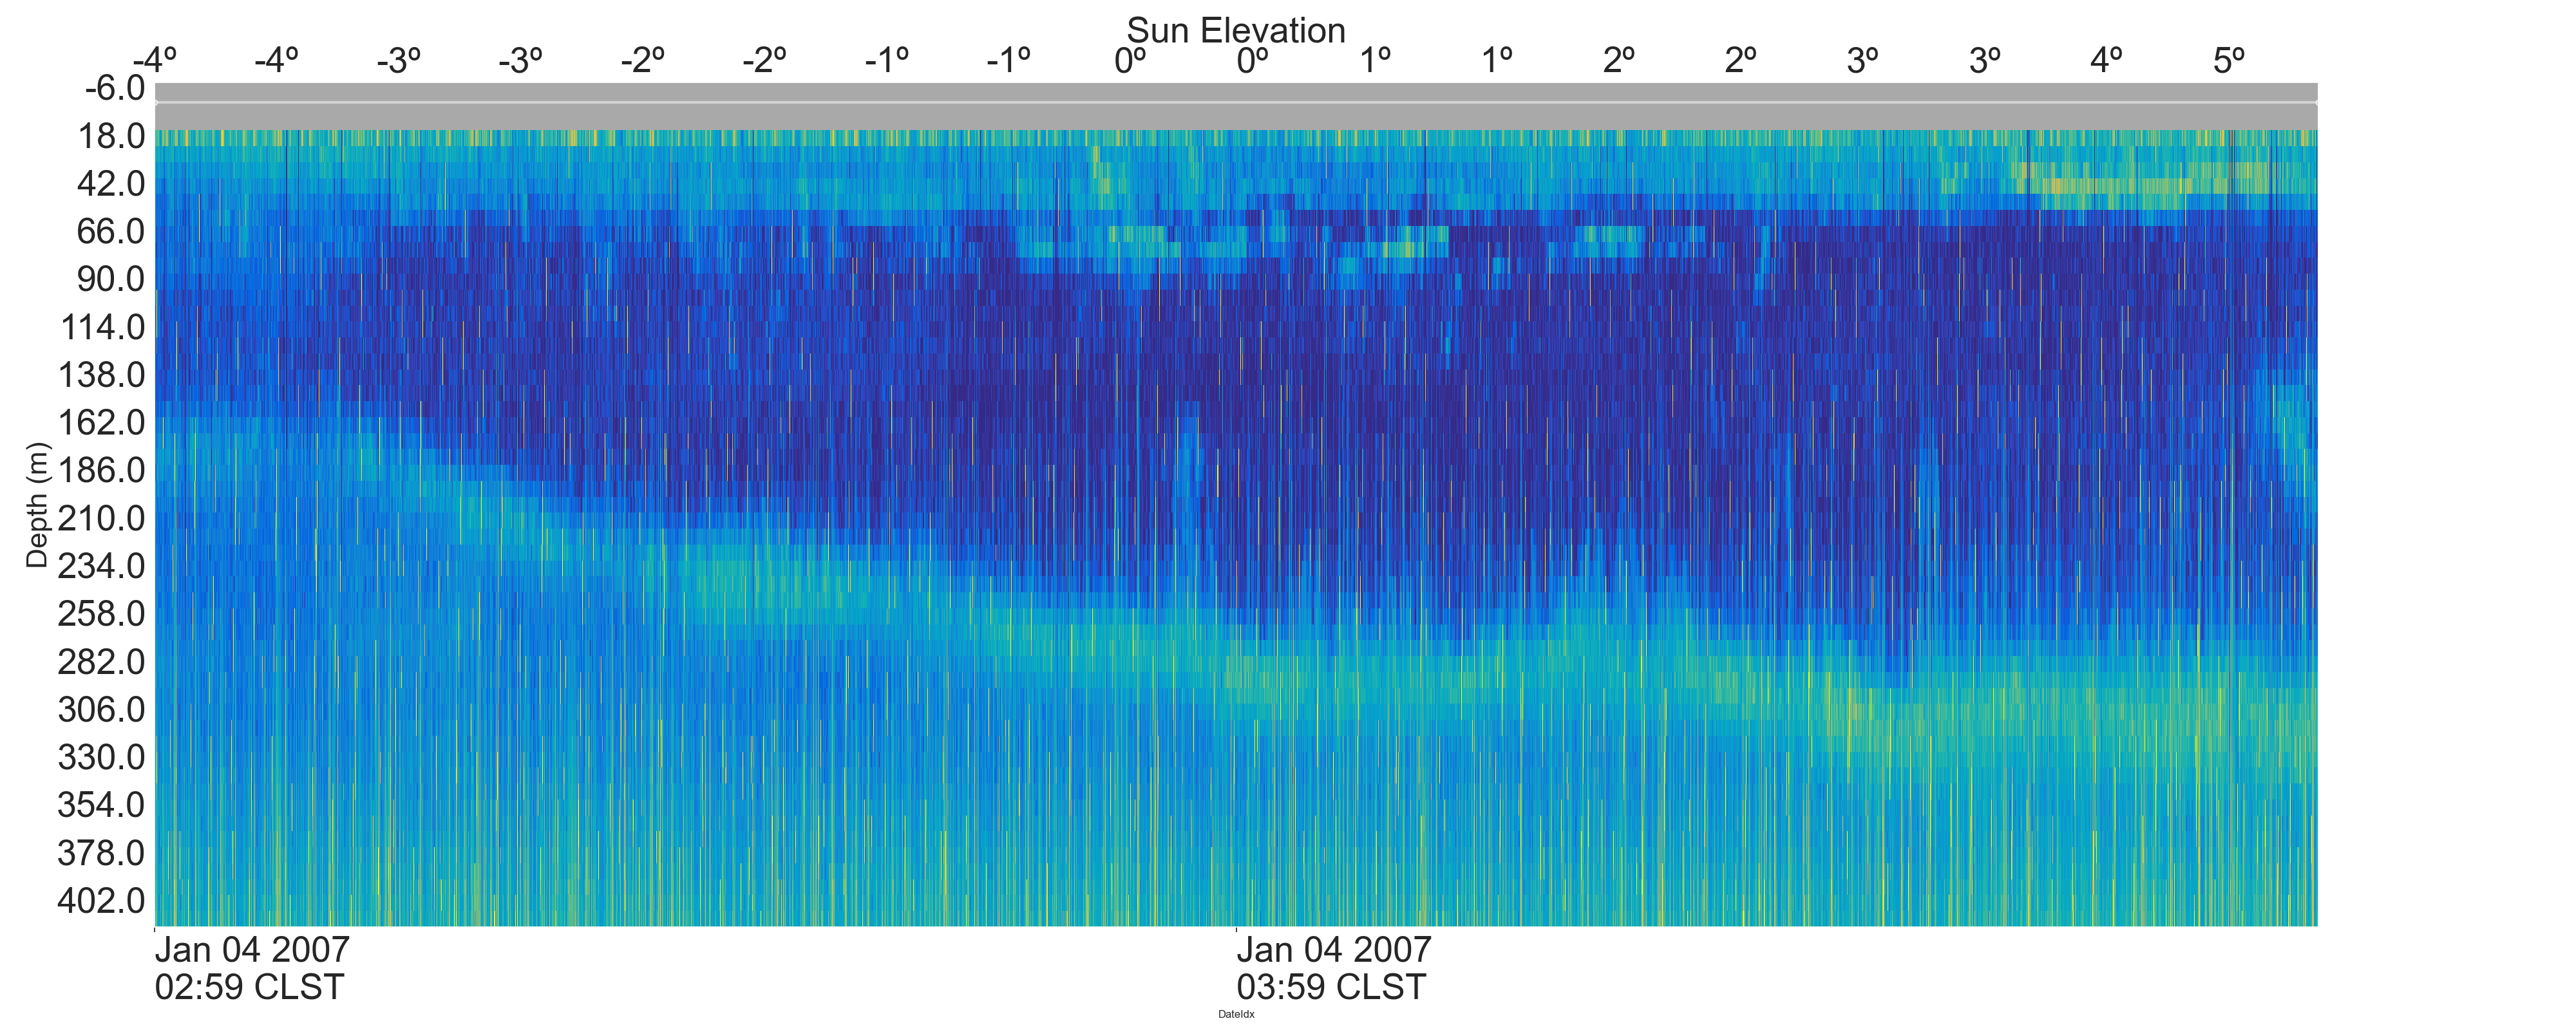 Sun Elevation
-4º -4º -3º -3º -2º -2º -1º -1º 0º 0º 1º 1º 2º 2º 3º 3º 4º 5º
-6.0
18.0
42.0
66.0
90.0
114.0
138.0
162.0
186.0
210.0
234.0
258.0
282.0
306.0
330.0
354.0
378.0
402.0
Depth (m)
Jan 04 2007
02:59 CLST
Jan 04 2007
03:59 CLST
DateIdx